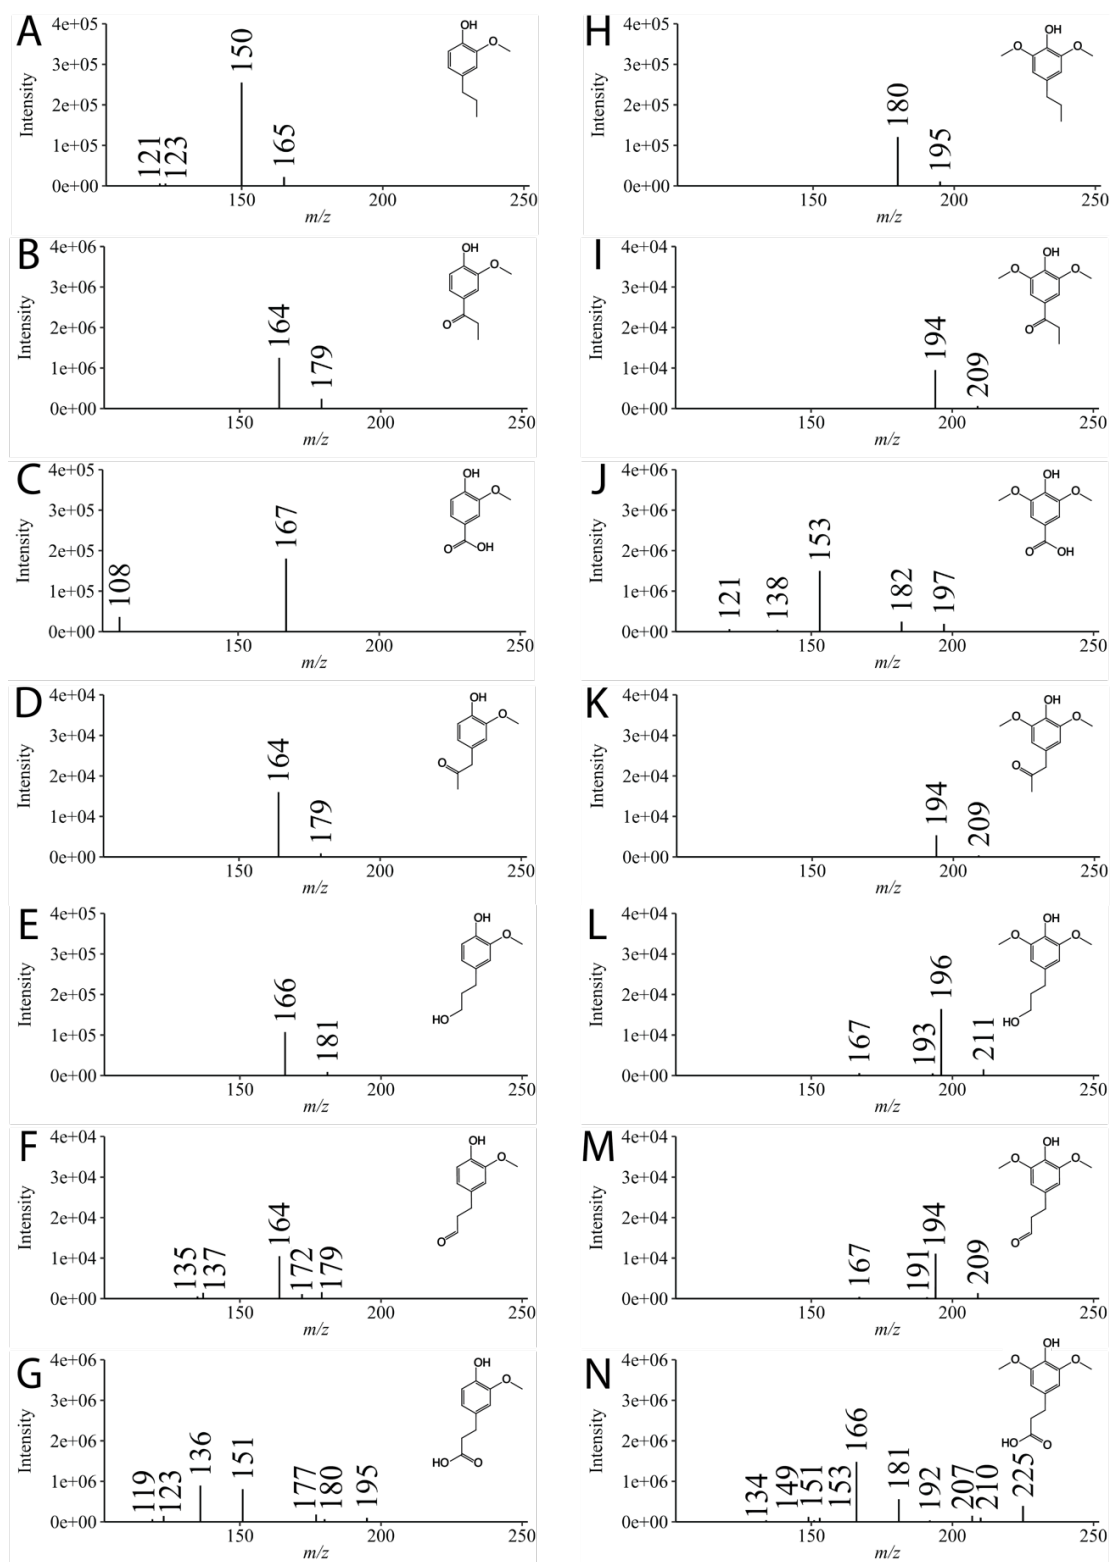 A
4e+05
3e+05
2e+05
1e+05
0e+00
Intensity
121
123
150
165
150
200
250
m/z
OH
O
H
4e+05
3e+05
2e+05
1e+05
0e+00
Intensity
180
195
150
200
250
m/z
OH
O
O
B
4e+06
3e+06
2e+06
1e+06
0e+00
Intensity
164
179
150
200
250
m/z
OH
O
O
I
4e+04
3e+04
2e+04
1e+04
0e+00
Intensity
194
209
150
200
250
m/z
OH
O
O
O
C
4e+05
3e+05
2e+05
1e+05
0e+00
Intensity
108
167
150
200
250
m/z
OH
O
O
OH
J
4e+06
3e+06
2e+06
1e+06
0e+00
Intensity
121
138
153
182
197
150
200
250
m/z
OH
O
O
O
OH
D
4e+04
3e+04
2e+04
1e+04
0e+00
Intensity
164
179
150
200
250
m/z
OH
O
O
K
4e+04
3e+04
2e+04
1e+04
0e+00
Intensity
194
209
150
200
250
m/z
OH
O
O
O
E
4e+05
3e+05
2e+05
1e+05
0e+00
Intensity
166
181
150
200
250
m/z
OH
O
HO
L
4e+04
3e+04
2e+04
1e+04
0e+00
Intensity
167
193
196
211
150
200
250
m/z
OH
O
O
HO
F
4e+04
3e+04
2e+04
1e+04
0e+00
Intensity
135
137
164
172
179
150
200
250
m/z
OH
O
O
M
4e+04
3e+04
2e+04
1e+04
0e+00
Intensity
167
191
194
209
150
200
250
m/z
OH
O
O
O
G
4e+06
3e+06
2e+06
1e+06
0e+00
Intensity
119
123
136
151
177
180
195
150
200
250
m/z
OH
O
HO
O
N
4e+06
3e+06
2e+06
1e+06
0e+00
Intensity
134
149
151
153
166
181
192
207
210
225
150
200
250
m/z
OH
O
O
HO
O